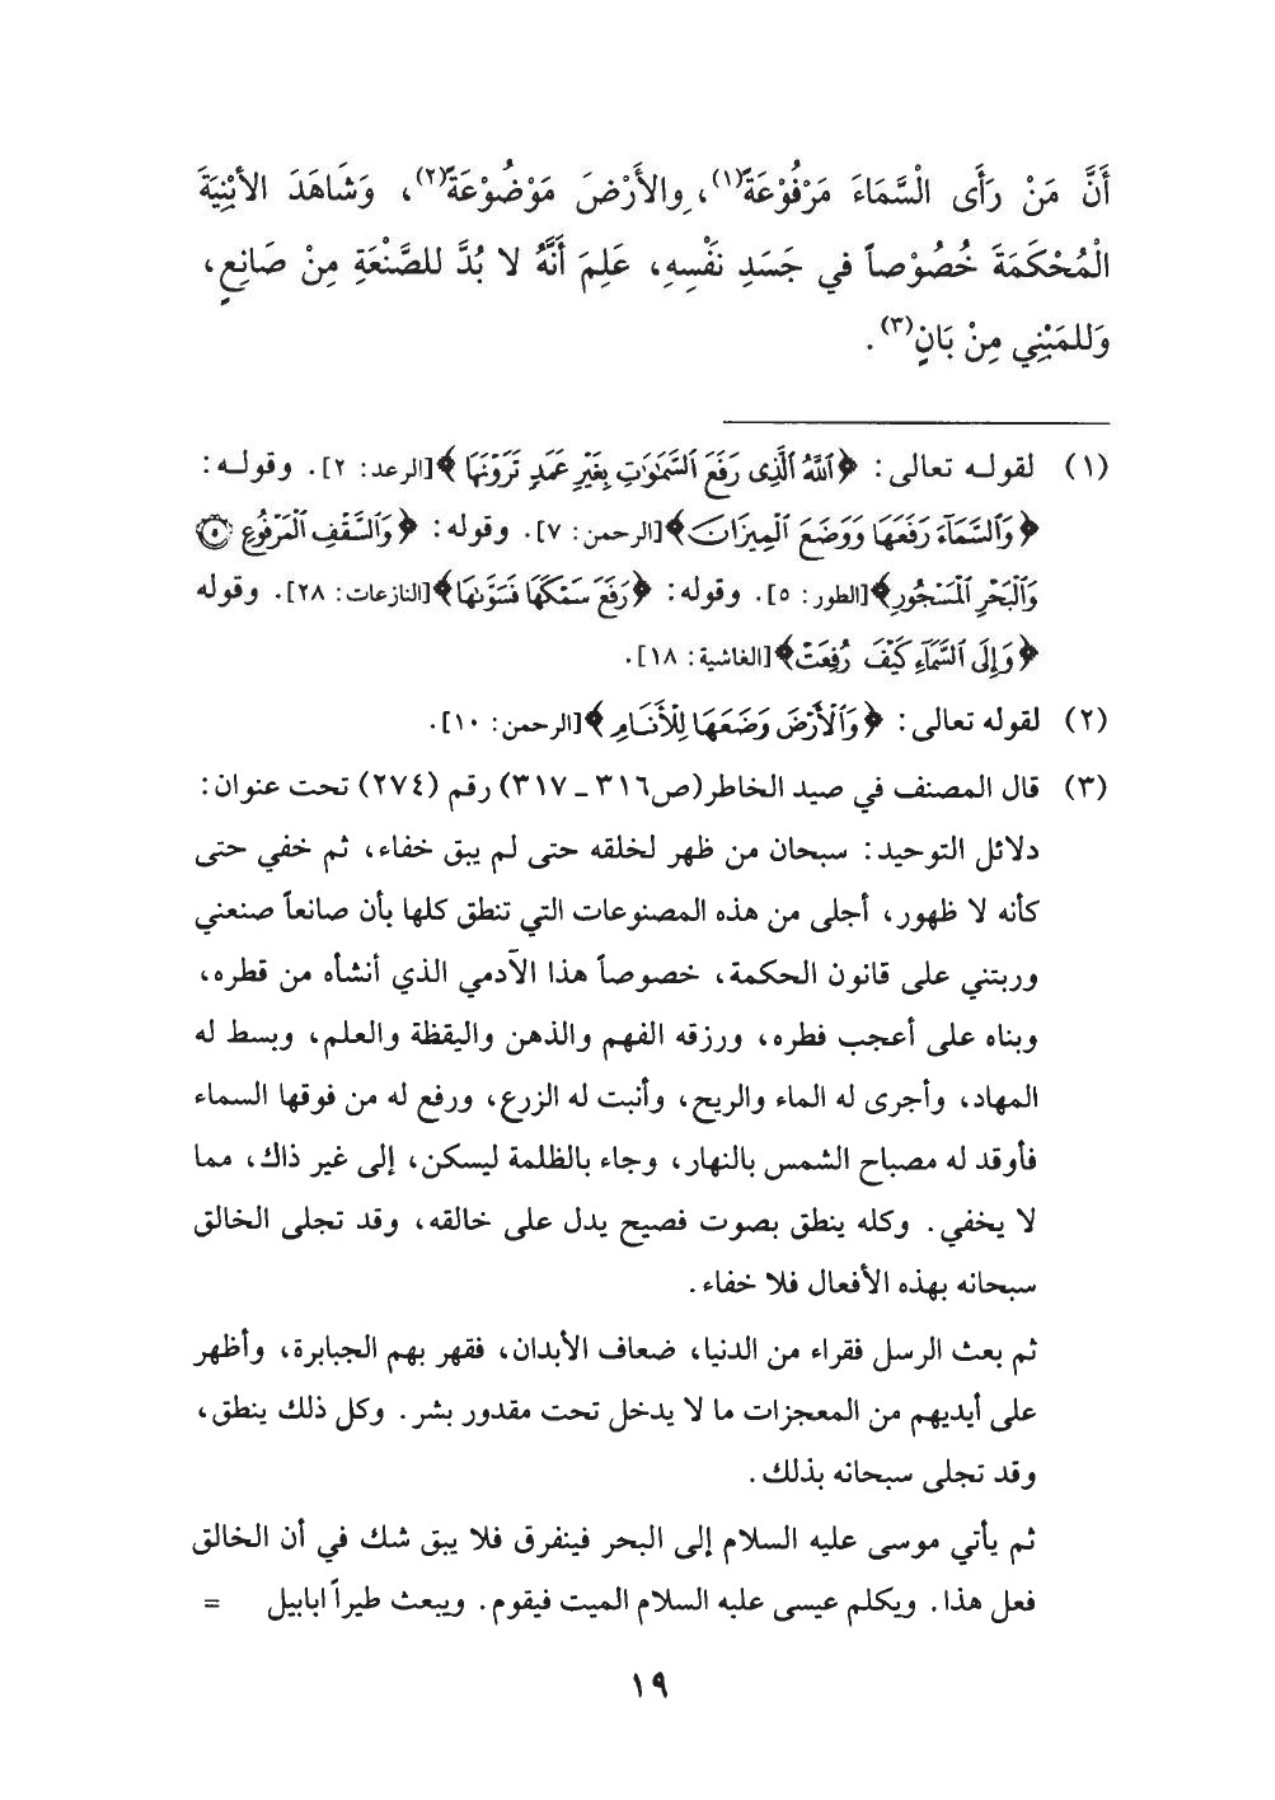 أَنَّ مَنْ رَأَى الْسَّمَاءَ مَرْفُوْعَةً(١)، والأَرْضَ مَوْضُوْعَةً(٢)، وَشَاهَدَ الأبْنِيَةَ
الْمُحْكَمَةَ خُصُوْصاً في جَسَدِ نَفْسِهِ، عَلِمَ أَنَّهُ لا بُدَّ للصَّنْعَةِ مِنْ صَانِعٍ،
وَللمَبْنِي مِنْ بَانٍ(٣).
(١) لقولـه تعالى: ﴿ٱللَّهُ ٱلَّذِى رَفَعَ ٱلسَّمَٰوَٰتِ بِغَيْرِ عَمَدٍ تَرَوْنَهَا﴾[الرعد: ٢]. وقولـه:
﴿وَٱلسَّمَآءَ رَفَعَهَا وَوَضَعَ ٱلْمِيزَانَ﴾[الرحمن: ٧]. وقوله: ﴿وَٱلسَّقْفِ ٱلْمَرْفُوعِ ٥
وَٱلْبَحْرِ ٱلْمَسْجُورِ﴾[الطور: ٥]. وقوله: ﴿رَفَعَ سَمْكَهَا فَسَوَّىٰهَا﴾[النازعات: ٢٨]. وقوله
﴿وَإِلَى ٱلسَّمَآءِ كَيْفَ رُفِعَتْ﴾[الغاشية: ١٨].
(٢) لقوله تعالى: ﴿وَٱلْأَرْضَ وَضَعَهَا لِلْأَنَامِ﴾[الرحمن: ١٠].
(٣) قال المصنف في صيد الخاطر(ص٣١٦ ـ ٣١٧) رقم (٢٧٤) تحت عنوان:
دلائل التوحيد: سبحان من ظهر لخلقه حتى لم يبق خفاء، ثم خفي حتى
كأنه لا ظهور، أجلى من هذه المصنوعات التي تنطق كلها بأن صانعاً صنعني
وربتني على قانون الحكمة، خصوصاً هذا الآدمي الذي أنشأه من قطره،
وبناه على أعجب فطره، ورزقه الفهم والذهن واليقظة والعلم، وبسط له
المهاد، وأجرى له الماء والريح، وأنبت له الزرع، ورفع له من فوقها السماء
فأوقد له مصباح الشمس بالنهار، وجاء بالظلمة ليسكن، إلى غير ذاك، مما
لا يخفي. وكله ينطق بصوت فصيح يدل على خالقه، وقد تجلى الخالق
سبحانه بهذه الأفعال فلا خفاء.
ثم بعث الرسل فقراء من الدنيا، ضعاف الأبدان، فقهر بهم الجبابرة، وأظهر
على أيديهم من المعجزات ما لا يدخل تحت مقدور بشر. وكل ذلك ينطق،
وقد تجلى سبحانه بذلك.
ثم يأتي موسى عليه السلام إلى البحر فينفرق فلا يبق شك في أن الخالق
فعل هذا. ويكلم عيسى عليه السلام الميت فيقوم. ويبعث طيراً ابابيل =
١٩